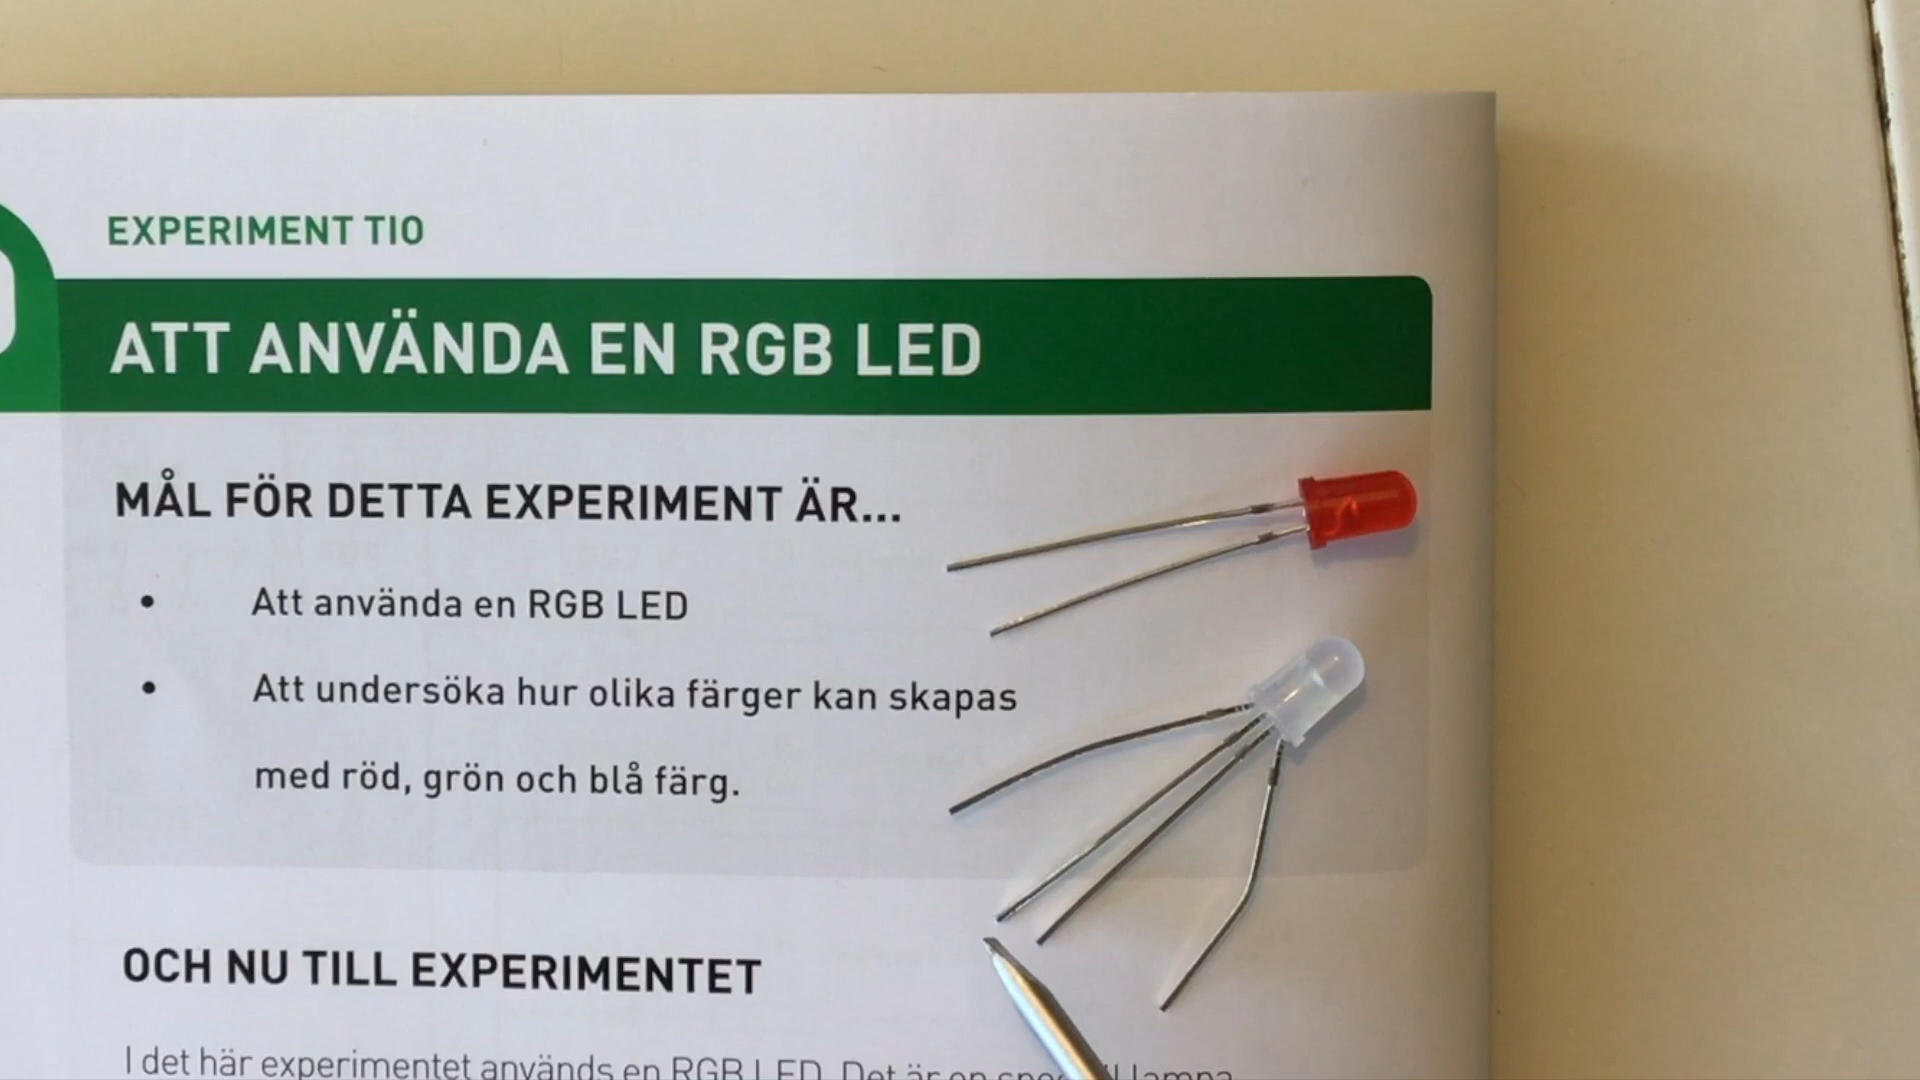 EXPERIMENT TIO
ATT ANVÄNDA EN RGB LED
MÅL FÖR DETTA EXPERIMENT ÄR...
• Att använda en RGB LED
• Att undersöka hur olika färger kan skapas
med röd, grön och blå färg.
OCH NU TILL EXPERIMENTET
I det här experimentet används en RGB LED. Det är en lampa